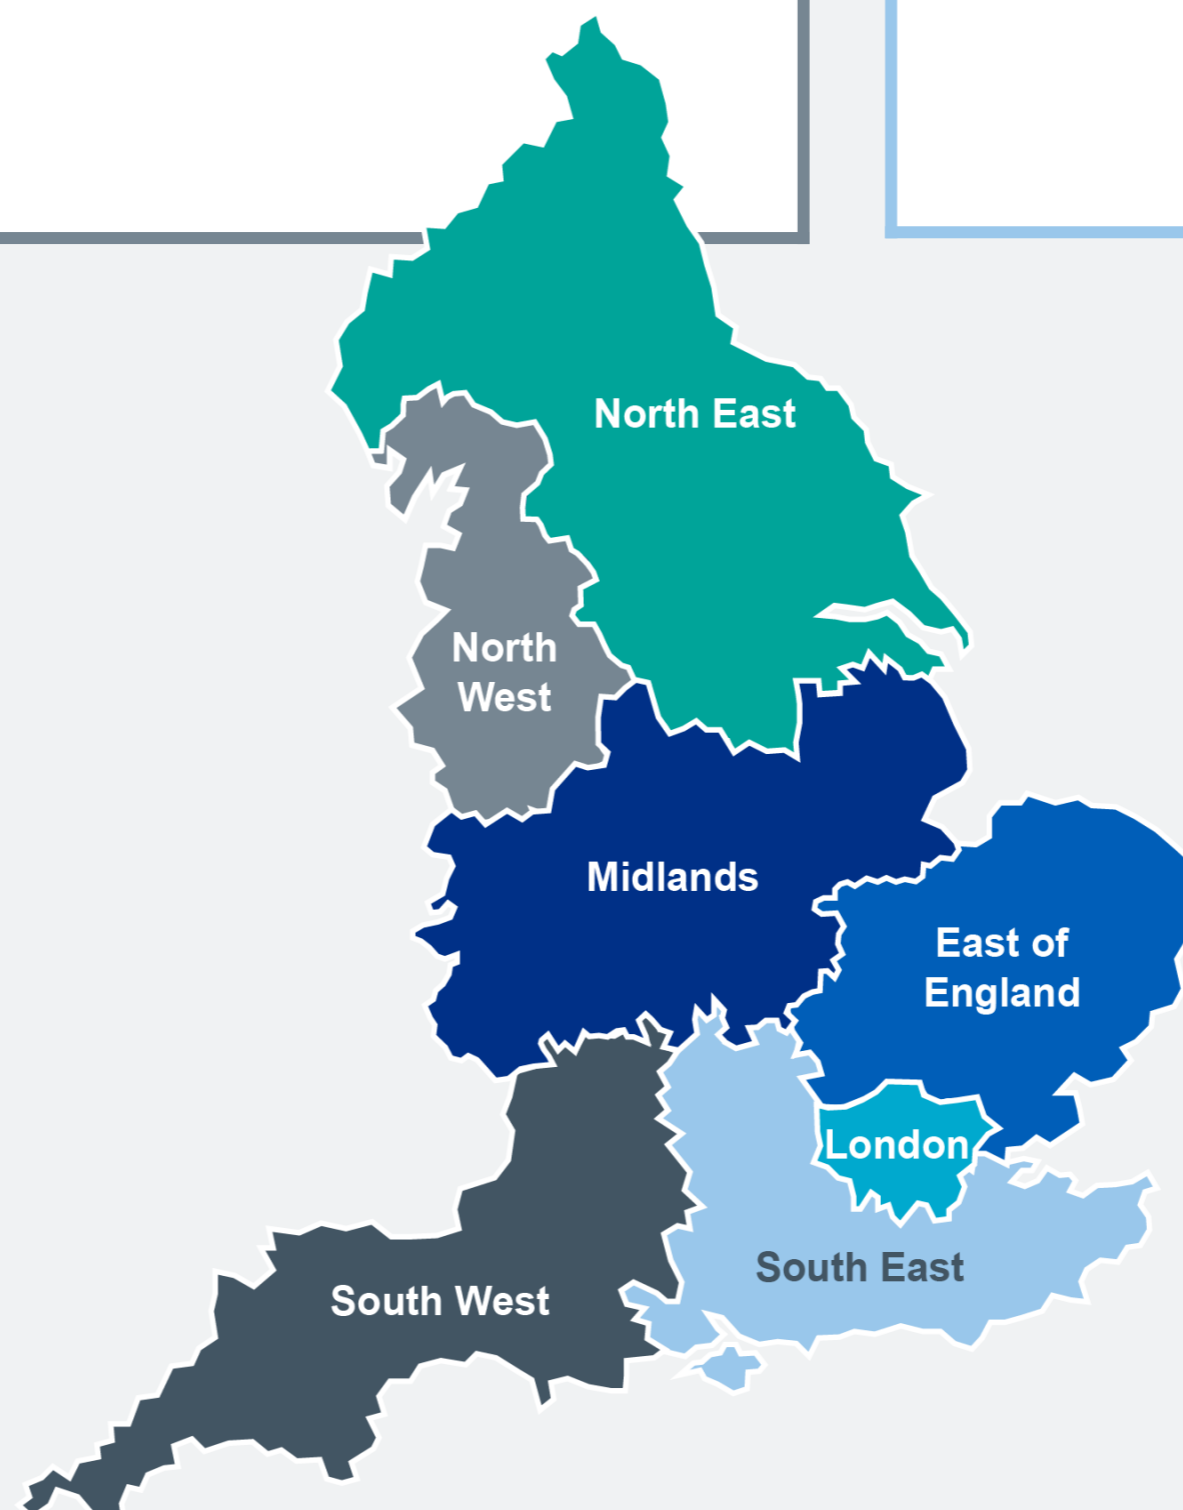 North East
North
West
Midlands
East of
England
London
South East
South West